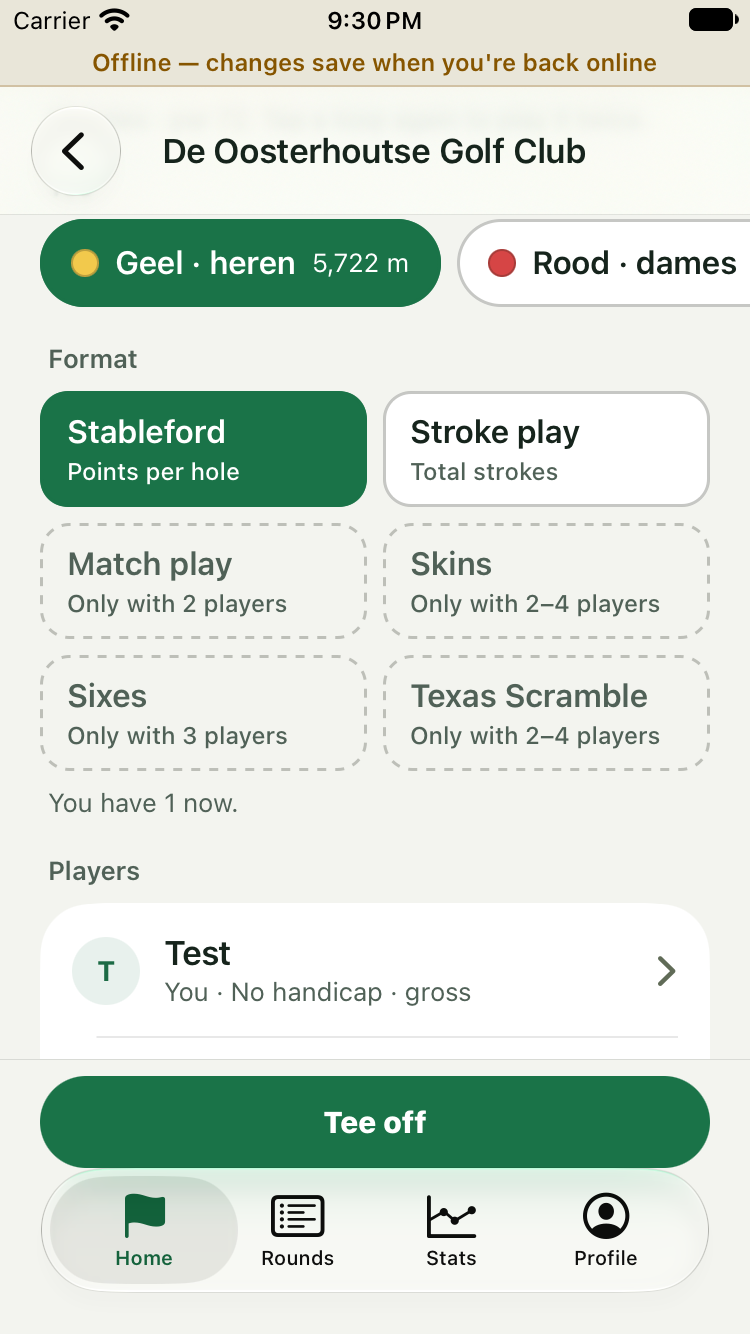 Carrier 9:30 PM
Offline — changes save when you're back online
De Oosterhoutse Golf Club
Geel · heren 5,722 m
Rood · dames
Format
Stableford
Points per hole
Stroke play
Total strokes
Match play
Only with 2 players
Skins
Only with 2–4 players
Sixes
Only with 3 players
Texas Scramble
Only with 2–4 players
You have 1 now.
Players
T
Test
You · No handicap · gross
Tee off
Home
Rounds
Stats
Profile